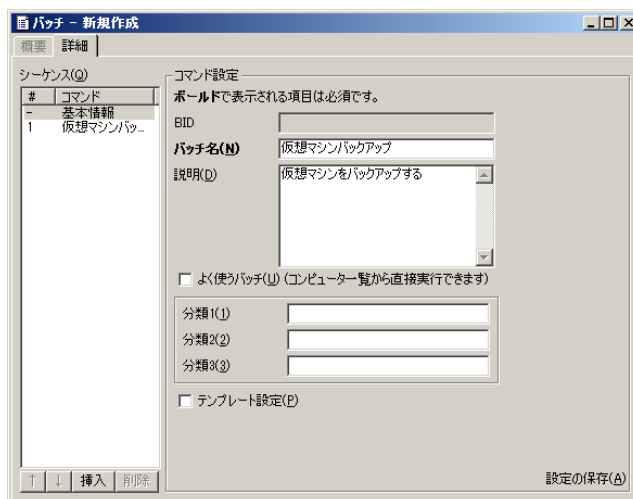 バッチ - 新規作成
概要 詳細
シーケンス(Q)
# コマンド
- 基本情報
1 仮想マシンバッ...
↑ ↓ 挿入 削除
コマンド設定
ボールドで表示される項目は必須です。
BID
バッチ名(N) 仮想マシンバックアップ
説明(D) 仮想マシンをバックアップする
よく使うバッチ(U) (コンピュータ一覧から直接実行できます)
分類1(1)
分類2(2)
分類3(3)
テンプレート設定(P)
設定の保存(A)